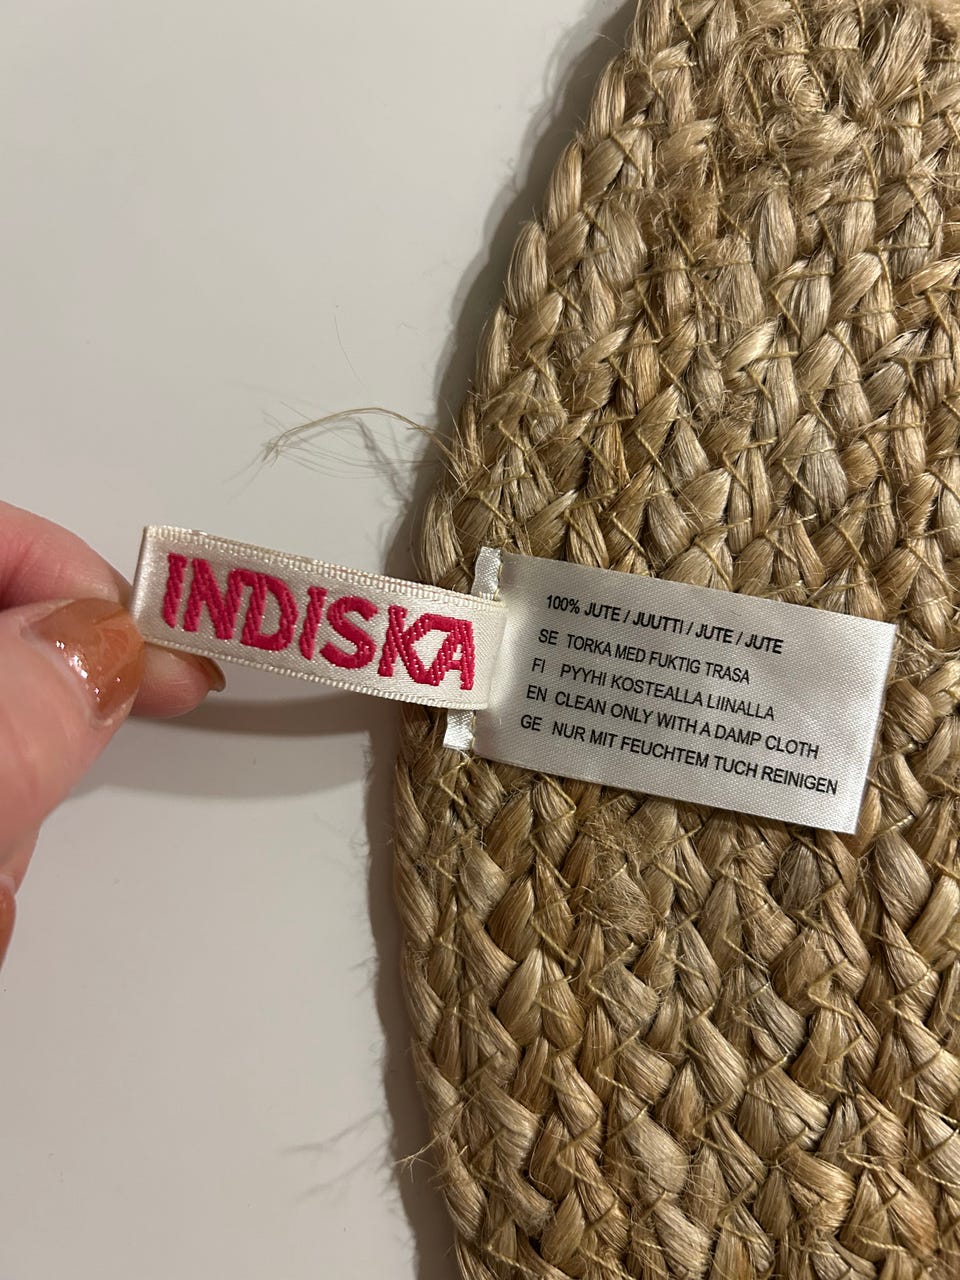 INDISKA
100% JUTE / JUUTTI / JUTE / JUTE
SE TORKA MED FUKTIG TRASA
FI PYYHI KOSTEALLA LIINALLA
EN CLEAN ONLY WITH A DAMP CLOTH
GE NUR MIT FEUCHTEM TUCH REINIGEN